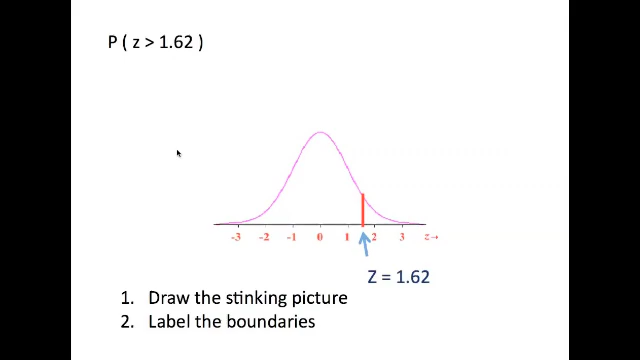 P ( z > 1.62 )
-3 -2 -1 0 1 2 3 z→
Z = 1.62
1. Draw the stinking picture
2. Label the boundaries